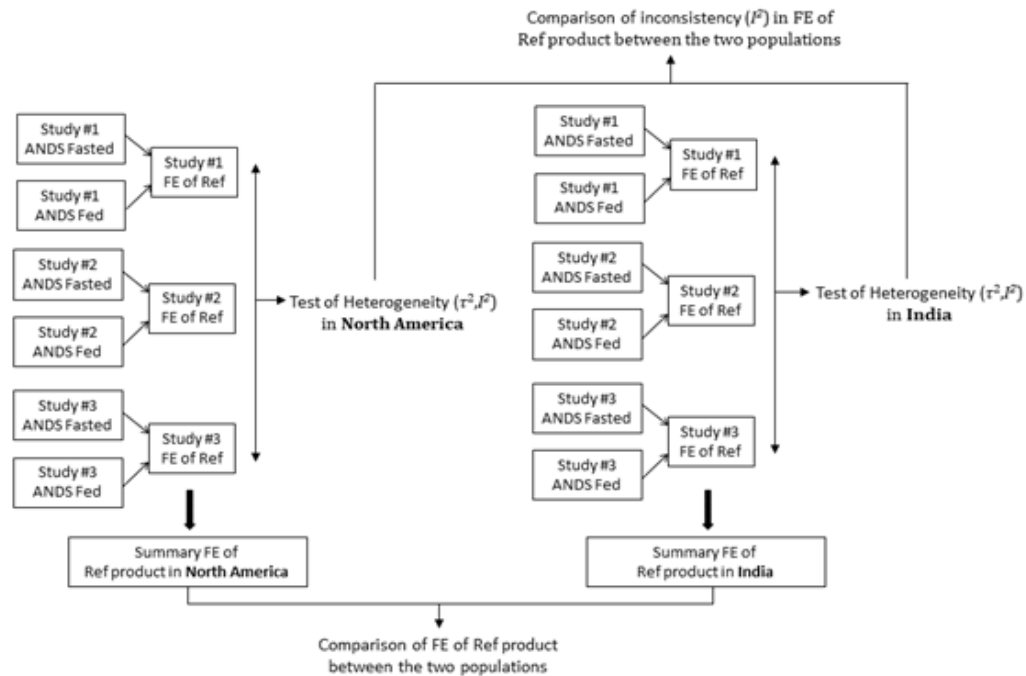 Comparison of inconsistency (I²) in FE of
Ref product between the two populations
Study #1
ANDS Fasted
Study #1
FE of Ref
Study #1
ANDS Fed
Study #2
ANDS Fasted
Study #2
FE of Ref
Study #2
ANDS Fed
Study #3
ANDS Fasted
Study #3
FE of Ref
Study #3
ANDS Fed
Test of Heterogeneity (τ²,I²)
in North America
Summary FE of
Ref product in North America
Study #1
ANDS Fasted
Study #1
FE of Ref
Study #1
ANDS Fed
Study #2
ANDS Fasted
Study #2
FE of Ref
Study #2
ANDS Fed
Study #3
ANDS Fasted
Study #3
FE of Ref
Study #3
ANDS Fed
Test of Heterogeneity (τ²,I²)
in India
Summary FE of
Ref product in India
Comparison of FE of Ref product
between the two populations